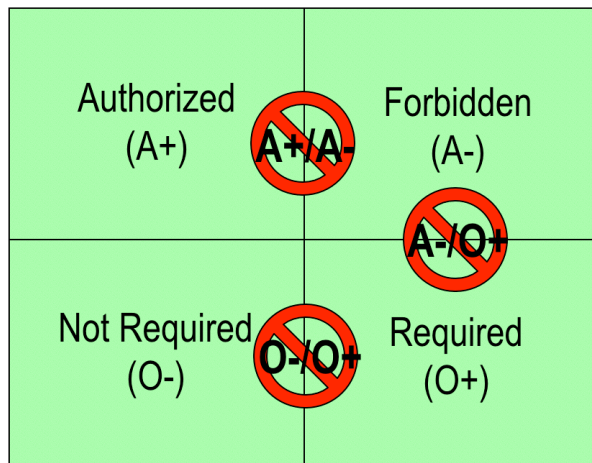 Authorized
(A+)
A+/A-
Forbidden
(A-)
A-/O+
Not Required
(O-)
O-/O+
Required
(O+)